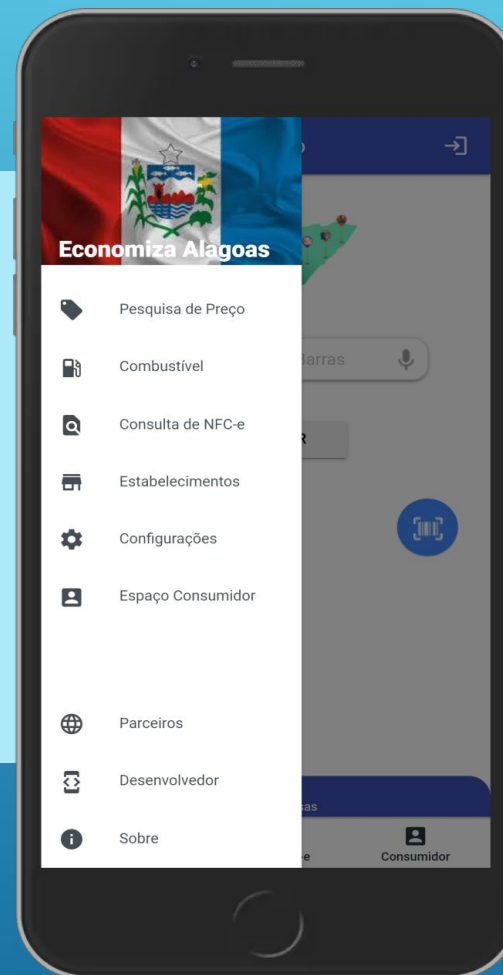 Economiza Alagoas
Pesquisa de Preço
Combustível
Consulta de NFC-e
Estabelecimentos
Configurações
Espaço Consumidor
Parceiros
Desenvolvedor
Sobre
Barras
Consumidor